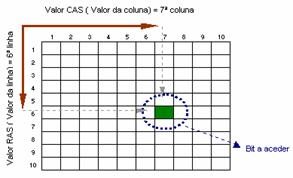 Valor CAS ( Valor da coluna) = 7ª coluna
1 2 3 4 5 6 7 8 9 10
Valor RAS ( Valor da linha) = 6ª linha
1
2
3
4
5
6
7
8
9
10
Bit a aceder